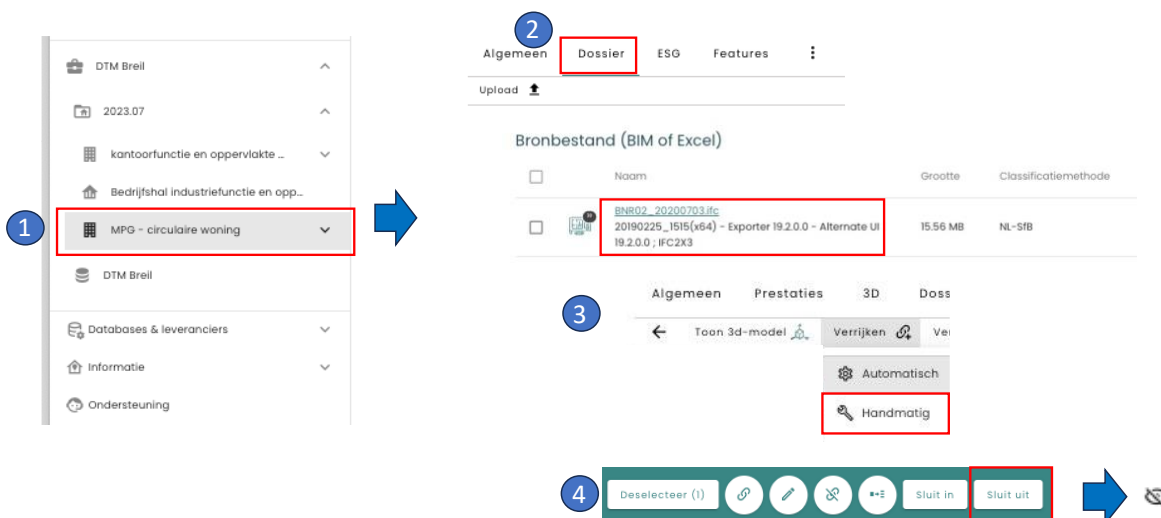 2
Algemeen Dossier ESG Features
DTM Breil
Upload
2023.07
Bronbestand (BIM of Excel)
kantoorfunctie en oppervlakte ...
Naam Grootte Classificatiemethode
Bedrijfshal industriefunctie en opp...
1
MPG - circulaire woning
BNR02_20200703.ifc
20190225_1515(x64) - Exporter 19.2.0.0 - Alternate UI
19.2.0.0 ; IFC2X3
15.56 MB NL-SfB
DTM Breil
3
Algemeen Prestaties 3D Doss
Toon 3d-model Verrijken Ve
Databases & leveranciers
Informatie
Automatisch
Ondersteuning
Handmatig
4
Deselecteer (1) Sluit in Sluit uit